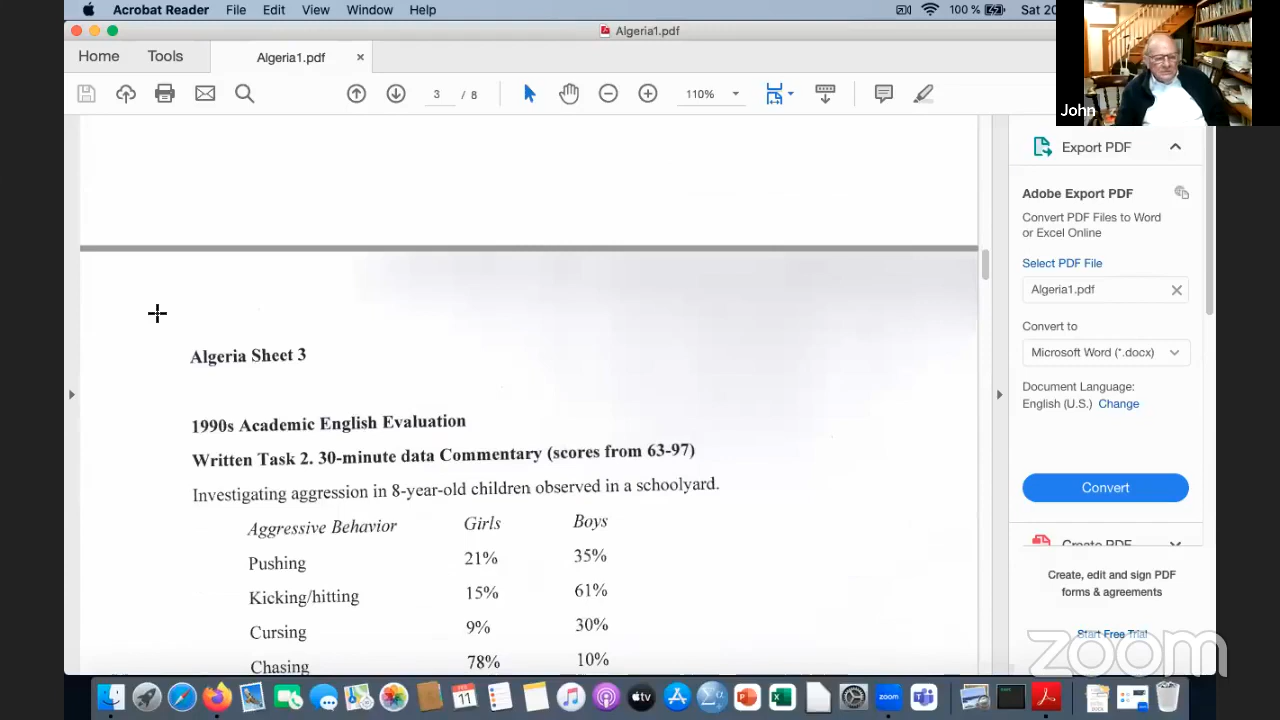 Acrobat Reader File Edit View Window Help 100 % Sat 20
Algeria1.pdf
Home Tools Algeria1.pdf ×
3 / 8 110%
John
Export PDF
Adobe Export PDF
Convert PDF Files to Word
or Excel Online
Select PDF File
Algeria1.pdf
Convert to
Microsoft Word (*.docx)
Document Language:
English (U.S.) Change
Convert
Create PDF
Create, edit and sign PDF
forms & agreements
Start Free Trial
Algeria Sheet 3
1990s Academic English Evaluation
Written Task 2. 30-minute data Commentary (scores from 63-97)
Investigating aggression in 8-year-old children observed in a schoolyard.
Aggressive Behavior Girls Boys
Pushing 21% 35%
Kicking/hitting 15% 61%
Cursing 9% 30%
Chasing 78% 10%
zoom
zoom